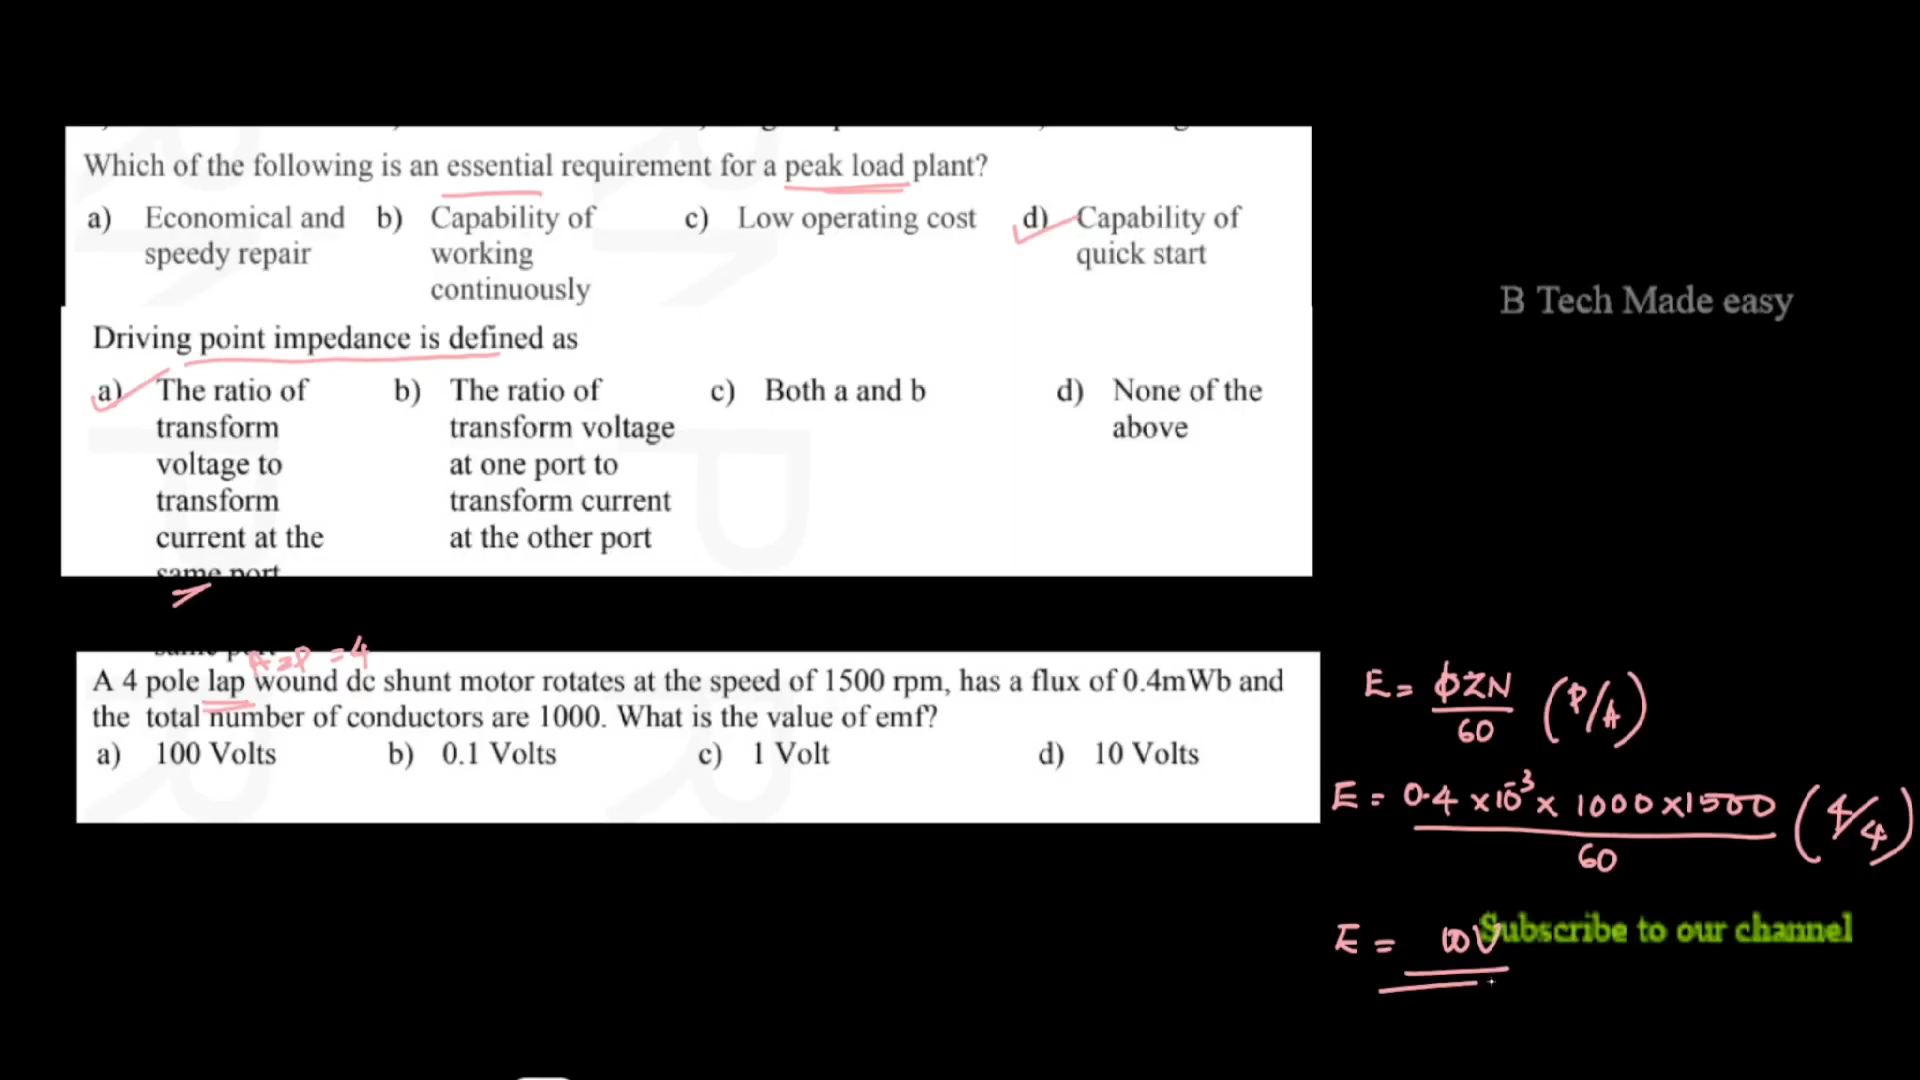 Which of the following is an essential requirement for a peak load plant?
a) Economical and speedy repair b) Capability of working continuously c) Low operating cost d) Capability of quick start
B Tech Made easy
Driving point impedance is defined as
a) The ratio of transform voltage to transform current at the same port b) The ratio of transform voltage at one port to transform current at the other port c) Both a and b d) None of the above
A=P = 4
A 4 pole lap wound dc shunt motor rotates at the speed of 1500 rpm, has a flux of 0.4mWb and
the total number of conductors are 1000. What is the value of emf?
a) 100 Volts b) 0.1 Volts c) 1 Volt d) 10 Volts
E = ϕZN/60 (P/A)
E = 0.4 x10⁻³ x 1000 x1500/60 (4/4)
E = 10V
Subscribe to our channel